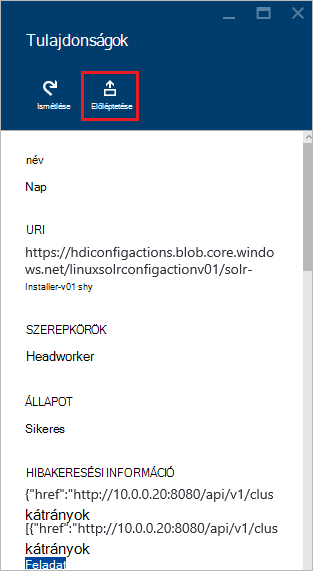 Tulajdonságok
Ismétlése
Előléptetése
név
Nap
URI
https://hdiconfigactions.blob.core.windo
ws.net/linuxsolrconfigactionv01/solr-
Installer-v01 shy
SZEREPKÖRÖK
Headworker
ÁLLAPOT
Sikeres
HIBAKERESÉSI INFORMÁCIÓ
{"href":"http://10.0.0.20:8080/api/v1/clus
kátrányok
[{"href":"http://10.0.0.20:8080/api/v1/clus
kátrányok
Feladat